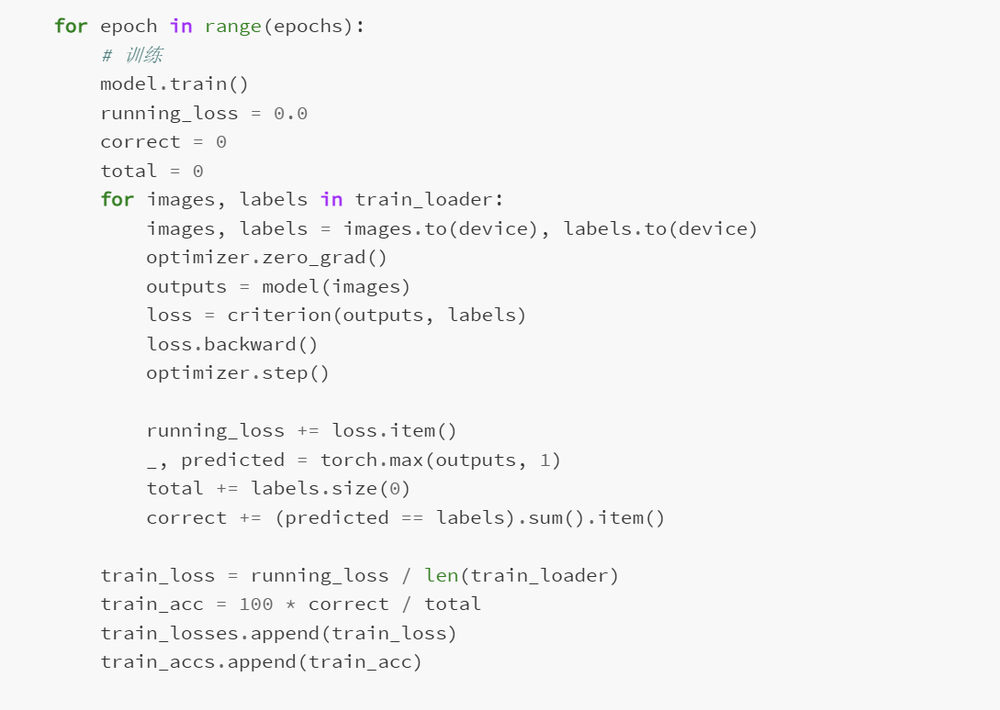 for epoch in range(epochs):
# 训练
model.train()
running_loss = 0.0
correct = 0
total = 0
for images, labels in train_loader:
images, labels = images.to(device), labels.to(device)
optimizer.zero_grad()
outputs = model(images)
loss = criterion(outputs, labels)
loss.backward()
optimizer.step()
running_loss += loss.item()
_, predicted = torch.max(outputs, 1)
total += labels.size(0)
correct += (predicted == labels).sum().item()
train_loss = running_loss / len(train_loader)
train_acc = 100 * correct / total
train_losses.append(train_loss)
train_accs.append(train_acc)